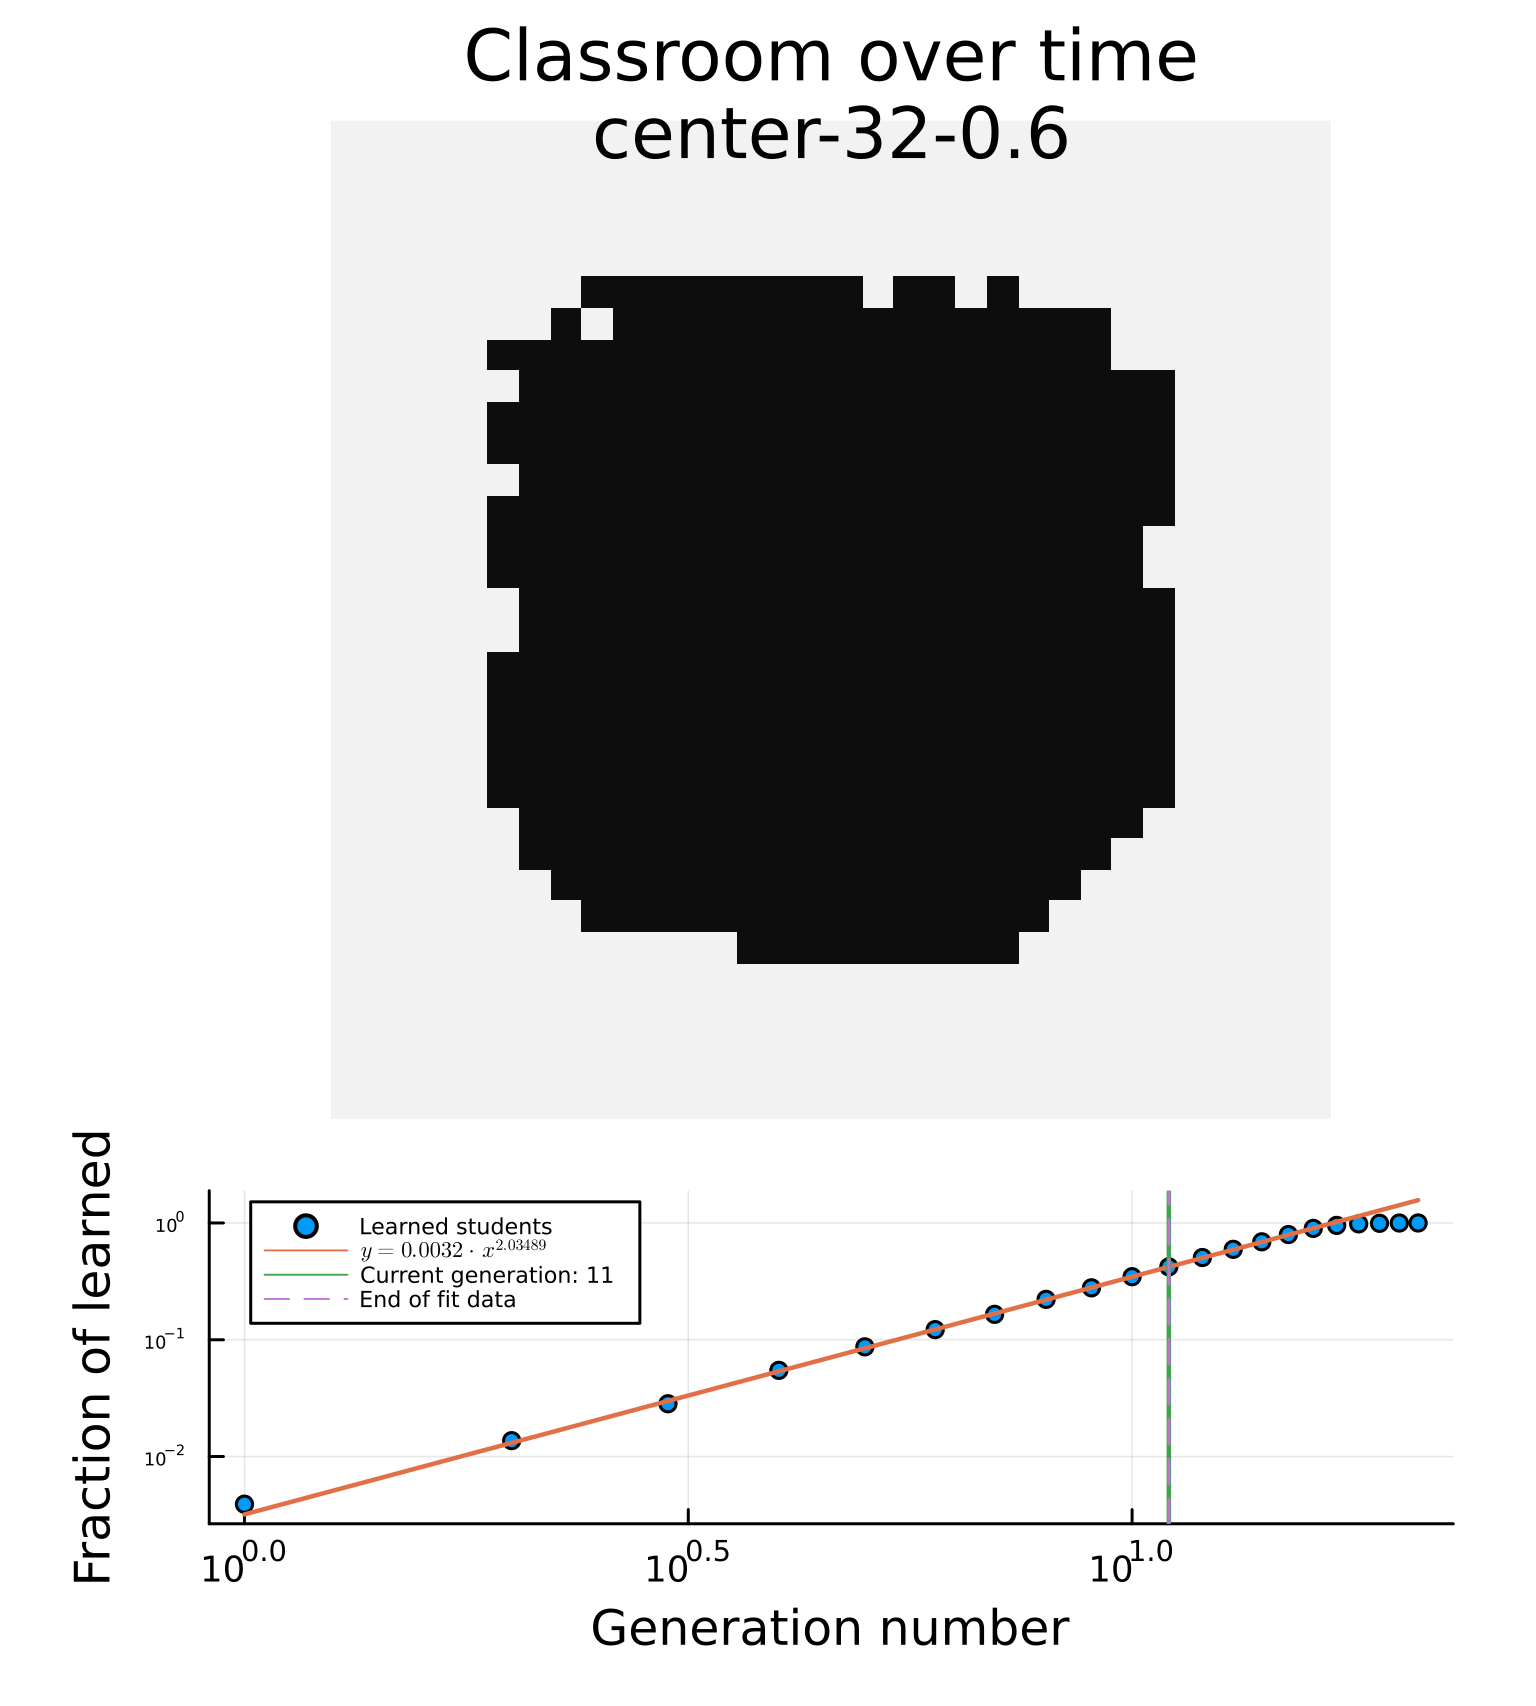 Classroom over time
center-32-0.6
Fraction of learned
10⁰
10⁻¹
10⁻²
Learned students
y = 0.0032 · x^2.03489
Current generation: 11
End of fit data
10^0.0
10^0.5
10^1.0
Generation number